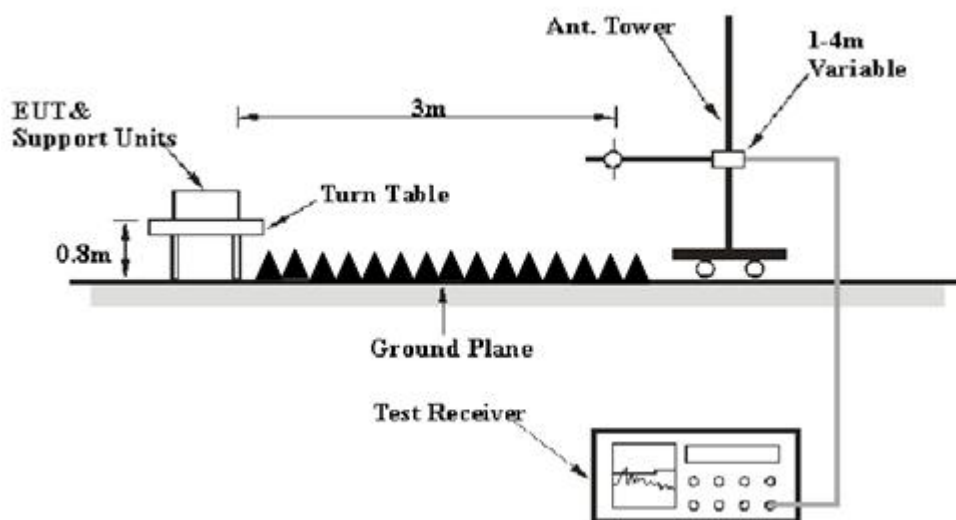 Ant. Tower
1-4m
Variable
3m
EUT&
Support Units
Turn Table
0.8m
Ground Plane
Test Receiver